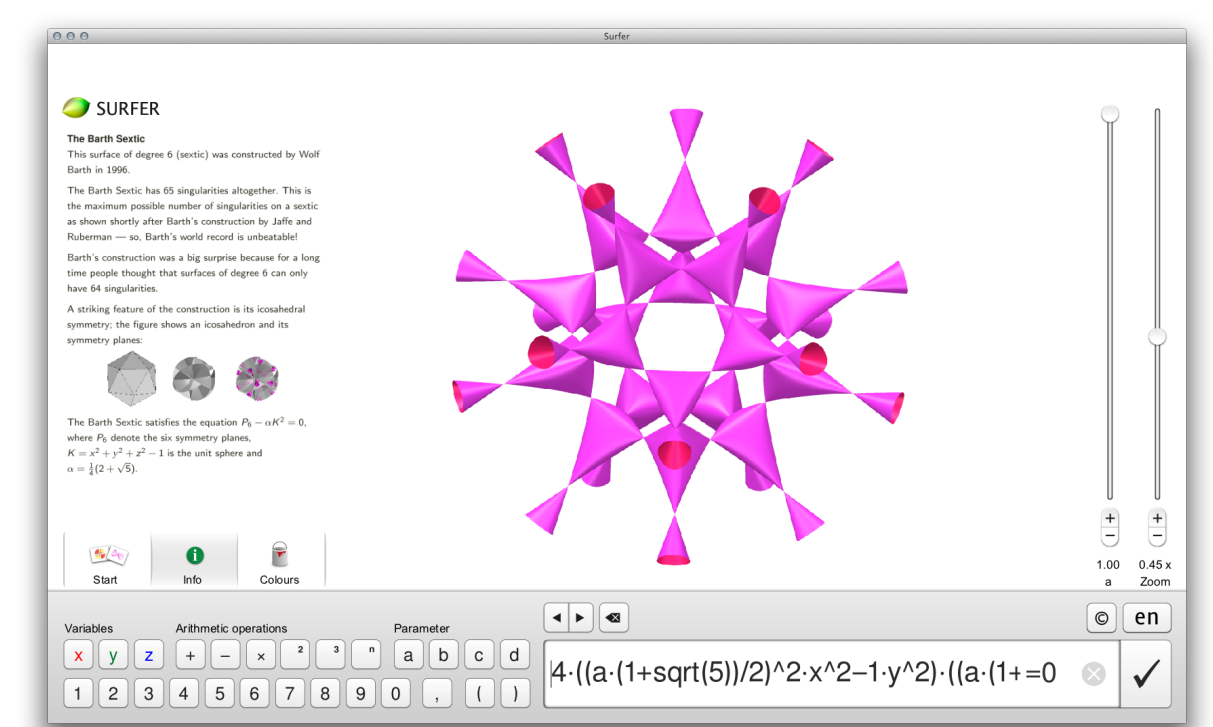 Surfer
SURFER
The Barth Sextic
This surface of degree 6 (sextic) was constructed by Wolf
Barth in 1996.
The Barth Sextic has 65 singularities altogether. This is
the maximum possible number of singularities on a sextic
as shown shortly after Barth's construction by Jaffe and
Ruberman — so, Barth's world record is unbeatable!
Barth's construction was a big surprise because for a long
time people thought that surfaces of degree 6 can only
have 64 singularities.
A striking feature of the construction is its icosahedral
symmetry; the figure shows an icosahedron and its
symmetry planes:
The Barth Sextic satisfies the equation P₆ − αK² = 0,
where P₆ denote the six symmetry planes,
K = x² + y² + z² − 1 is the unit sphere and
α = ¼(2 + √5).
Start
Info
Colours
+ +
− −
1.00 0.45 x
a Zoom
Variables Arithmetic operations Parameter
x y z + − × ² ³ ⁿ a b c d
1 2 3 4 5 6 7 8 9 0 , ( )
© en
4·((a·(1+sqrt(5))/2)^2·x^2−1·y^2)·((a·(1+=0